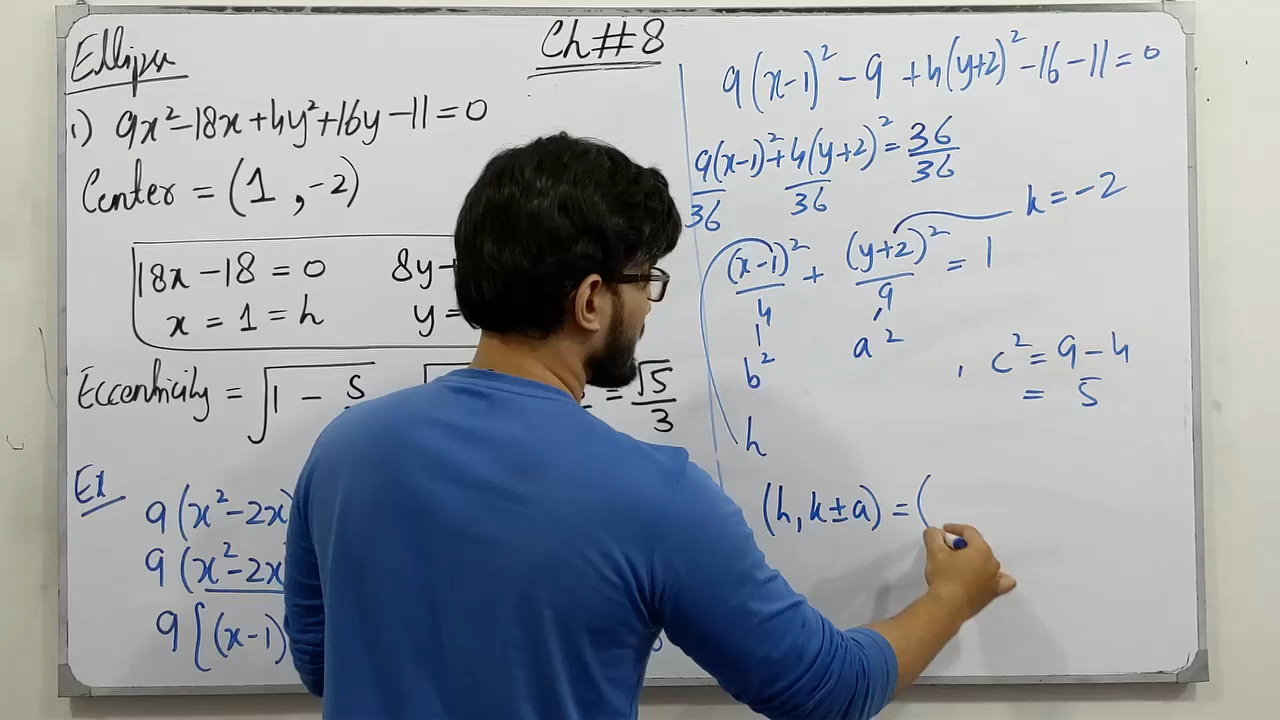 Ch#8
Ellipse
1) 9x²-18x+4y²+16y-11=0
Center = (1, -2)
18x-18=0 8y
x = 1 = h y=
Eccentricity = √1 - 5 = √5/3
Ex
9(x²-2x)
9(x²-2x
9[(x-1)
9(x-1)² - 9 + 4(y+2)² - 16 - 11 = 0
9(x-1)²/36 + 4(y+2)²/36 = 36/36
k = -2
(x-1)²/4 + (y+2)²/9 = 1
b² a²
, c² = 9 - 4
= 5
h
(h, k±a) = (